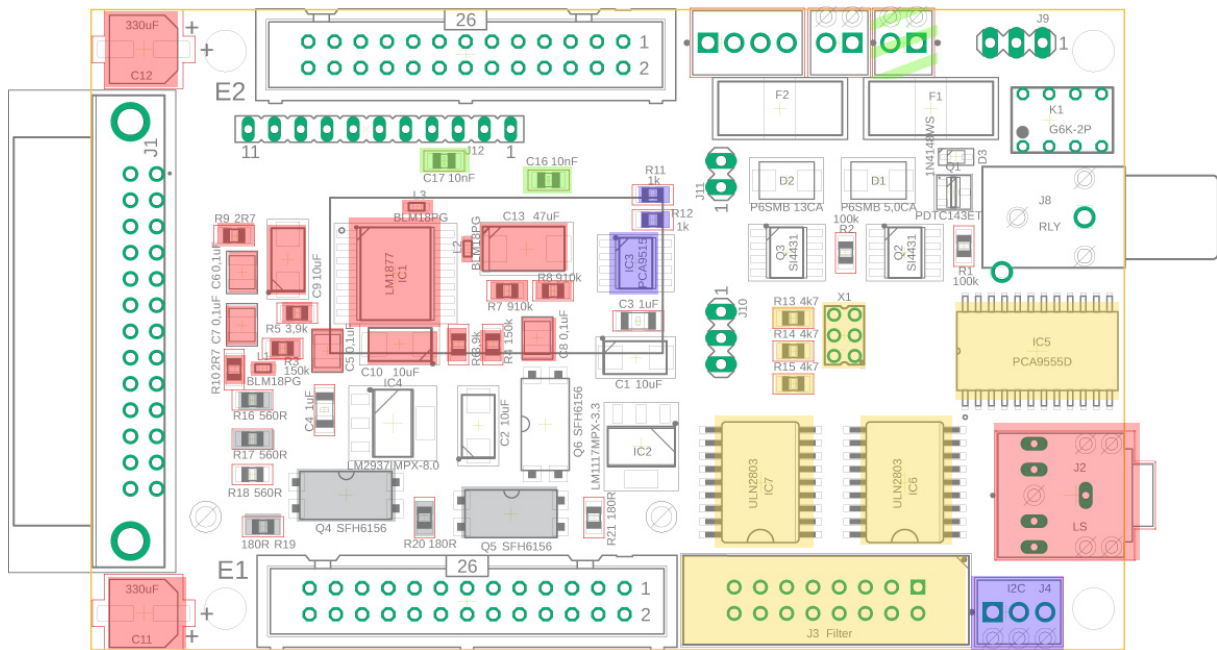 330uF
C12
+
+
26
1
2
E2
11
1
J12
J9
1
F2
F1
K1
G6K-2P
1N4148WS
D3
Q1
PDTC143ET
J1
C17 10nF
C16 10nF
R11
1k
R12
1k
J11
1
D2
P6SMB 13CA
D1
P6SMB 5,0CA
100k
R2
Q3
SI4431
Q2
SI4431
R1
100k
J8
RLY
L3
BLM18PG
R9 2R7
C6 0,1uF
C9 10uF
LM1877
IC1
L2
BLM18PG
C13 47uF
R8 910k
R7 910k
IC3
PCA9515
C3 1uF
1
J10
R13 4k7
R14 4k7
R15 4k7
X1
IC5
PCA9555D
C7 0,1uF
R5 3,9k
R3
150k
C5 0,1uF
C10 10uF
R6 3,9k
R4 150k
C8 0,1uF
C1 10uF
R10 2R7
L1
BLM18PG
R16 560R
R17 560R
R18 560R
C4 1uF
IC4
LM2937IMPX-8.0
C2 10uF
Q6 SFH6156
LM1117MPX-3.3
IC2
ULN2803
IC7
ULN2803
IC6
J2
LS
Q4 SFH6156
180R R19
R20 180R
Q5 SFH6156
R21 180R
E1
26
1
2
330uF
C11
+
+
J3 Filter
I2C J4